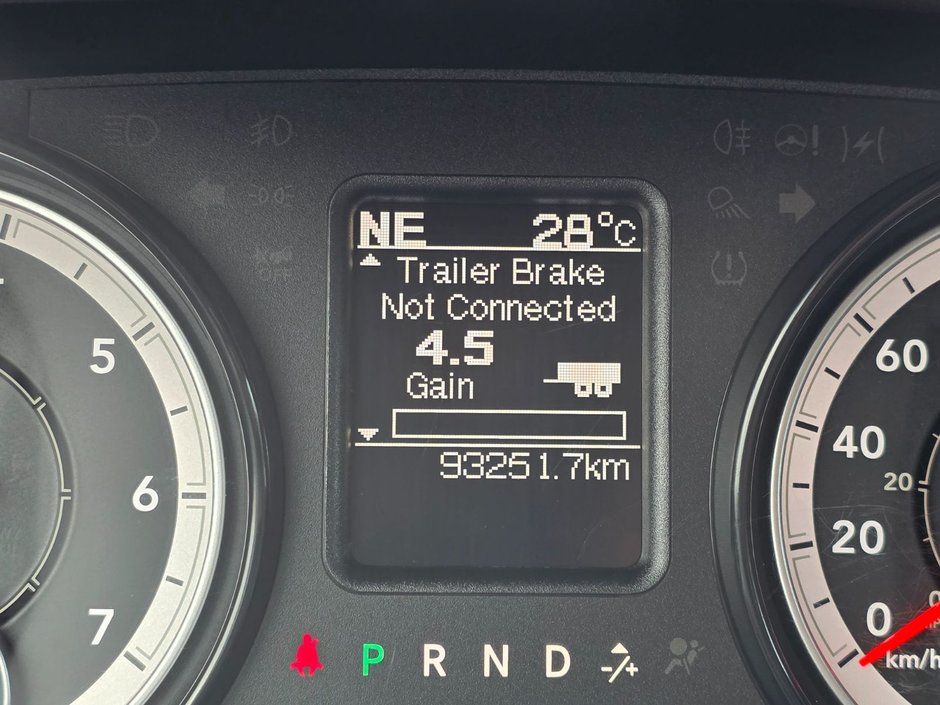 NE 28°C
Trailer Brake
Not Connected
4.5
Gain
93251.7km
5
6
7
60
40
20
20
0
0
km/h
P R N D -/+